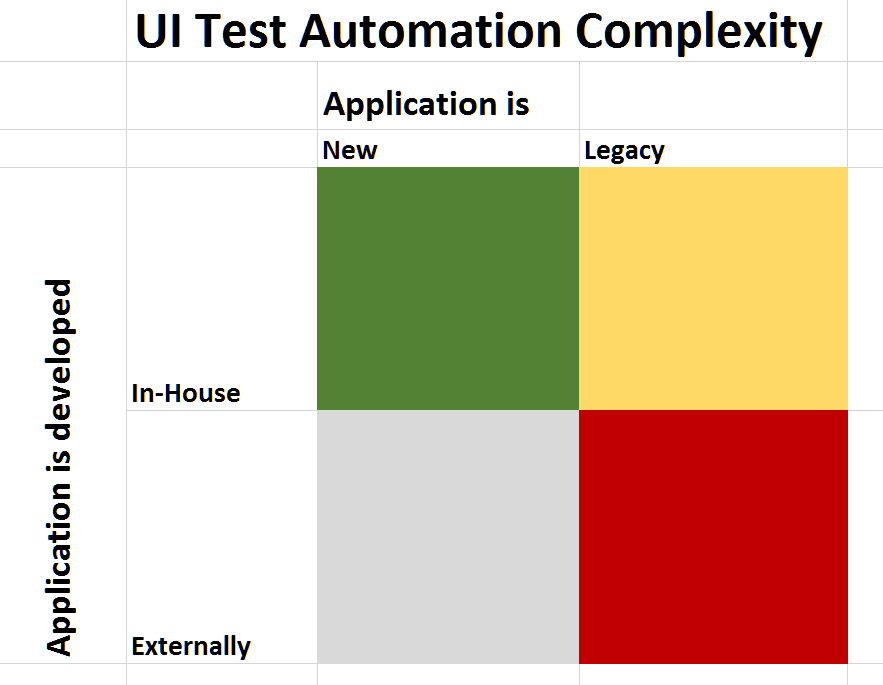 UI Test Automation Complexity
Application is
New
Legacy
Application is developed
In-House
Externally